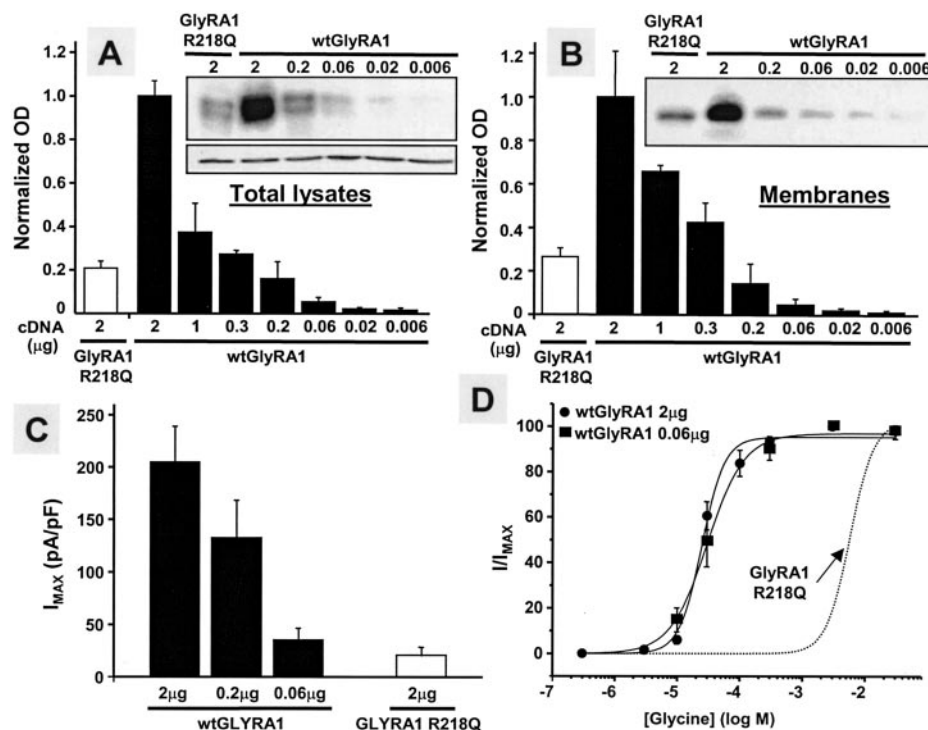 A
GlyRA1
R218Q
wtGlyRA1
2 2 0.2 0.06 0.02 0.006
1.2
1.0
0.8
0.6
0.4
0.2
0
Normalized OD
Total lysates
cDNA
(μg)
2 2 1 0.3 0.2 0.06 0.02 0.006
GlyRA1
R218Q
wtGlyRA1
B
GlyRA1
R218Q
wtGlyRA1
2 2 0.2 0.06 0.02 0.006
1.2
1.0
0.8
0.6
0.4
0.2
0
Normalized OD
Membranes
cDNA
(μg)
2 2 1 0.3 0.2 0.06 0.02 0.006
GlyRA1
R218Q
wtGlyRA1
C
250
200
150
100
50
0
IMAX (pA/pF)
2μg 0.2μg 0.06μg 2μg
wtGLYRA1 GLYRA1 R218Q
D
wtGlyRA1 2μg
wtGlyRA1 0.06μg
100
80
60
40
20
0
I/IMAX
GlyRA1
R218Q
-7 -6 -5 -4 -3 -2 -1
[Glycine] (log M)